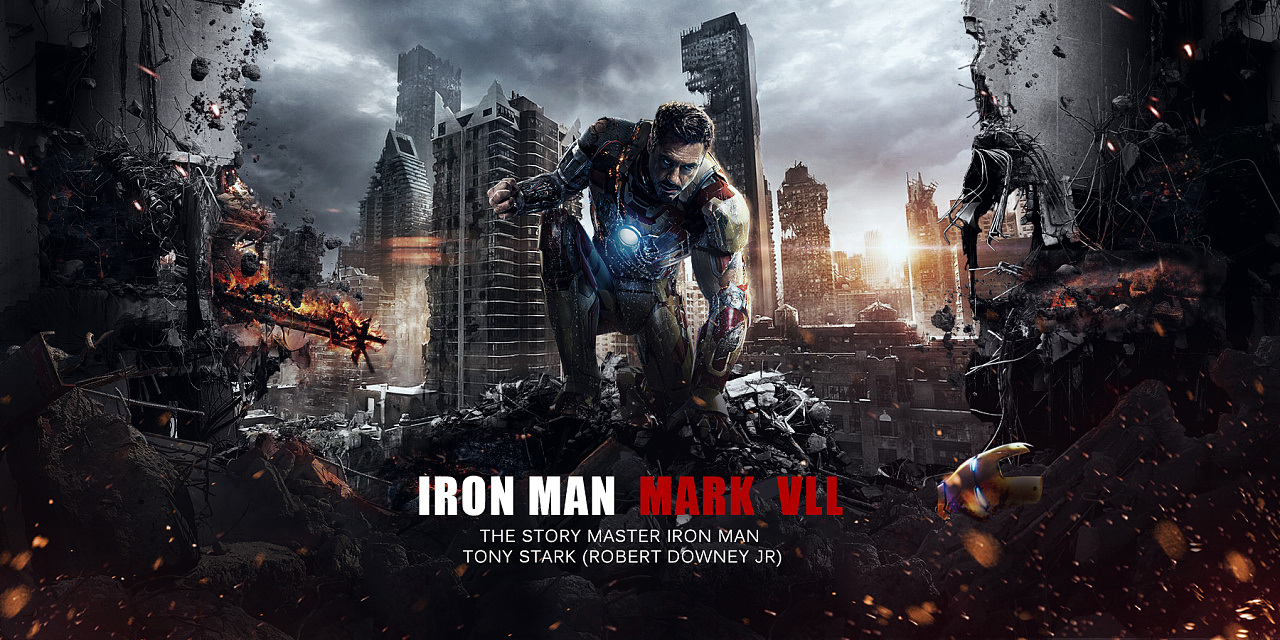 IRON MAN MARK VLL
THE STORY MASTER IRON MAN
TONY STARK (ROBERT DOWNEY JR)